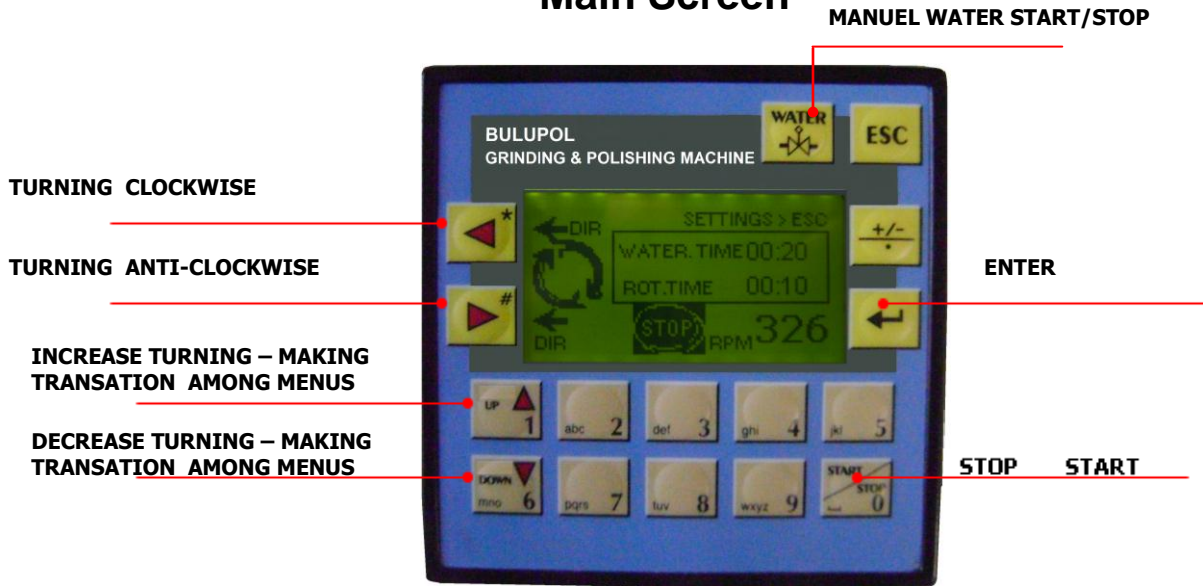 Main Screen
MANUEL WATER START/STOP
WATER
ESC
BULUPOL
GRINDING & POLISHING MACHINE
TURNING CLOCKWISE
*
DIR
SETTINGS > ESC
+/-
WATER.TIME 00:20
TURNING ANTI-CLOCKWISE
ENTER
#
ROT.TIME 00:10
STOP
RPM 326
DIR
INCREASE TURNING – MAKING
TRANSATION AMONG MENUS
UP 1
abc 2
def 3
ghi 4
jkl 5
DECREASE TURNING – MAKING
TRANSATION AMONG MENUS
DOWN
mno 6
pqrs 7
tuv 8
wxyz 9
START
STOP
0
STOP START